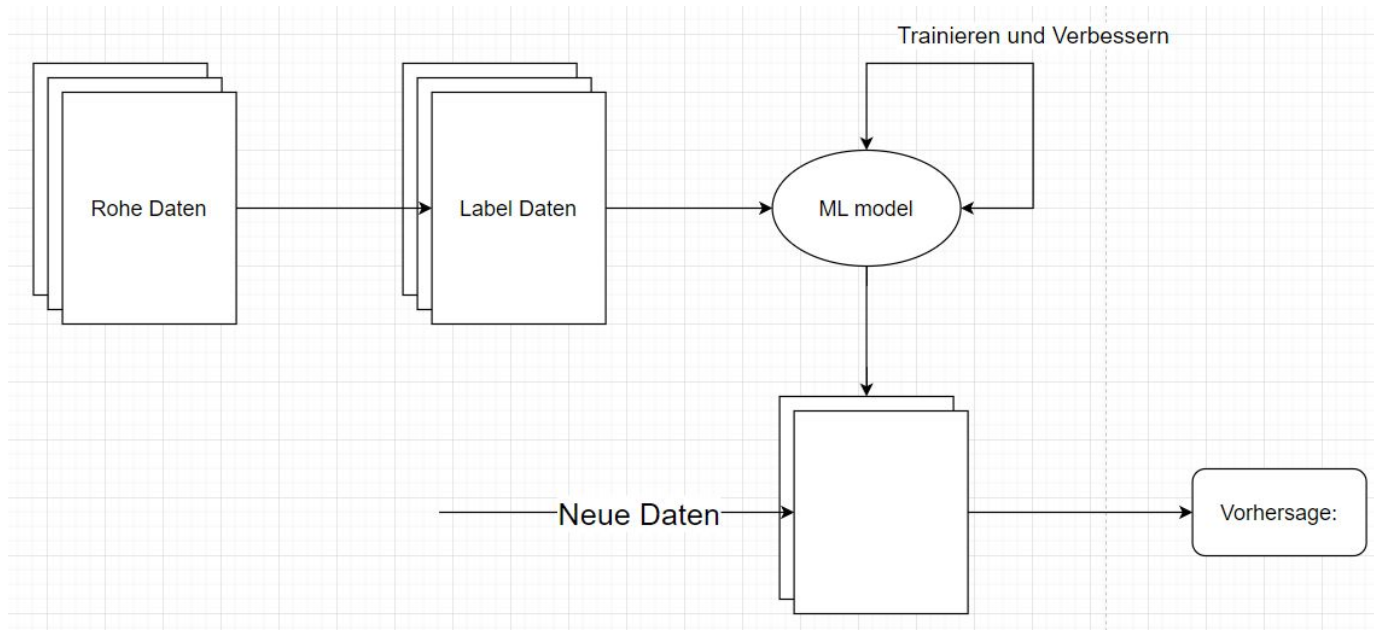 Trainieren und Verbessern
Rohe Daten
Label Daten
ML model
Neue Daten
Vorhersage: